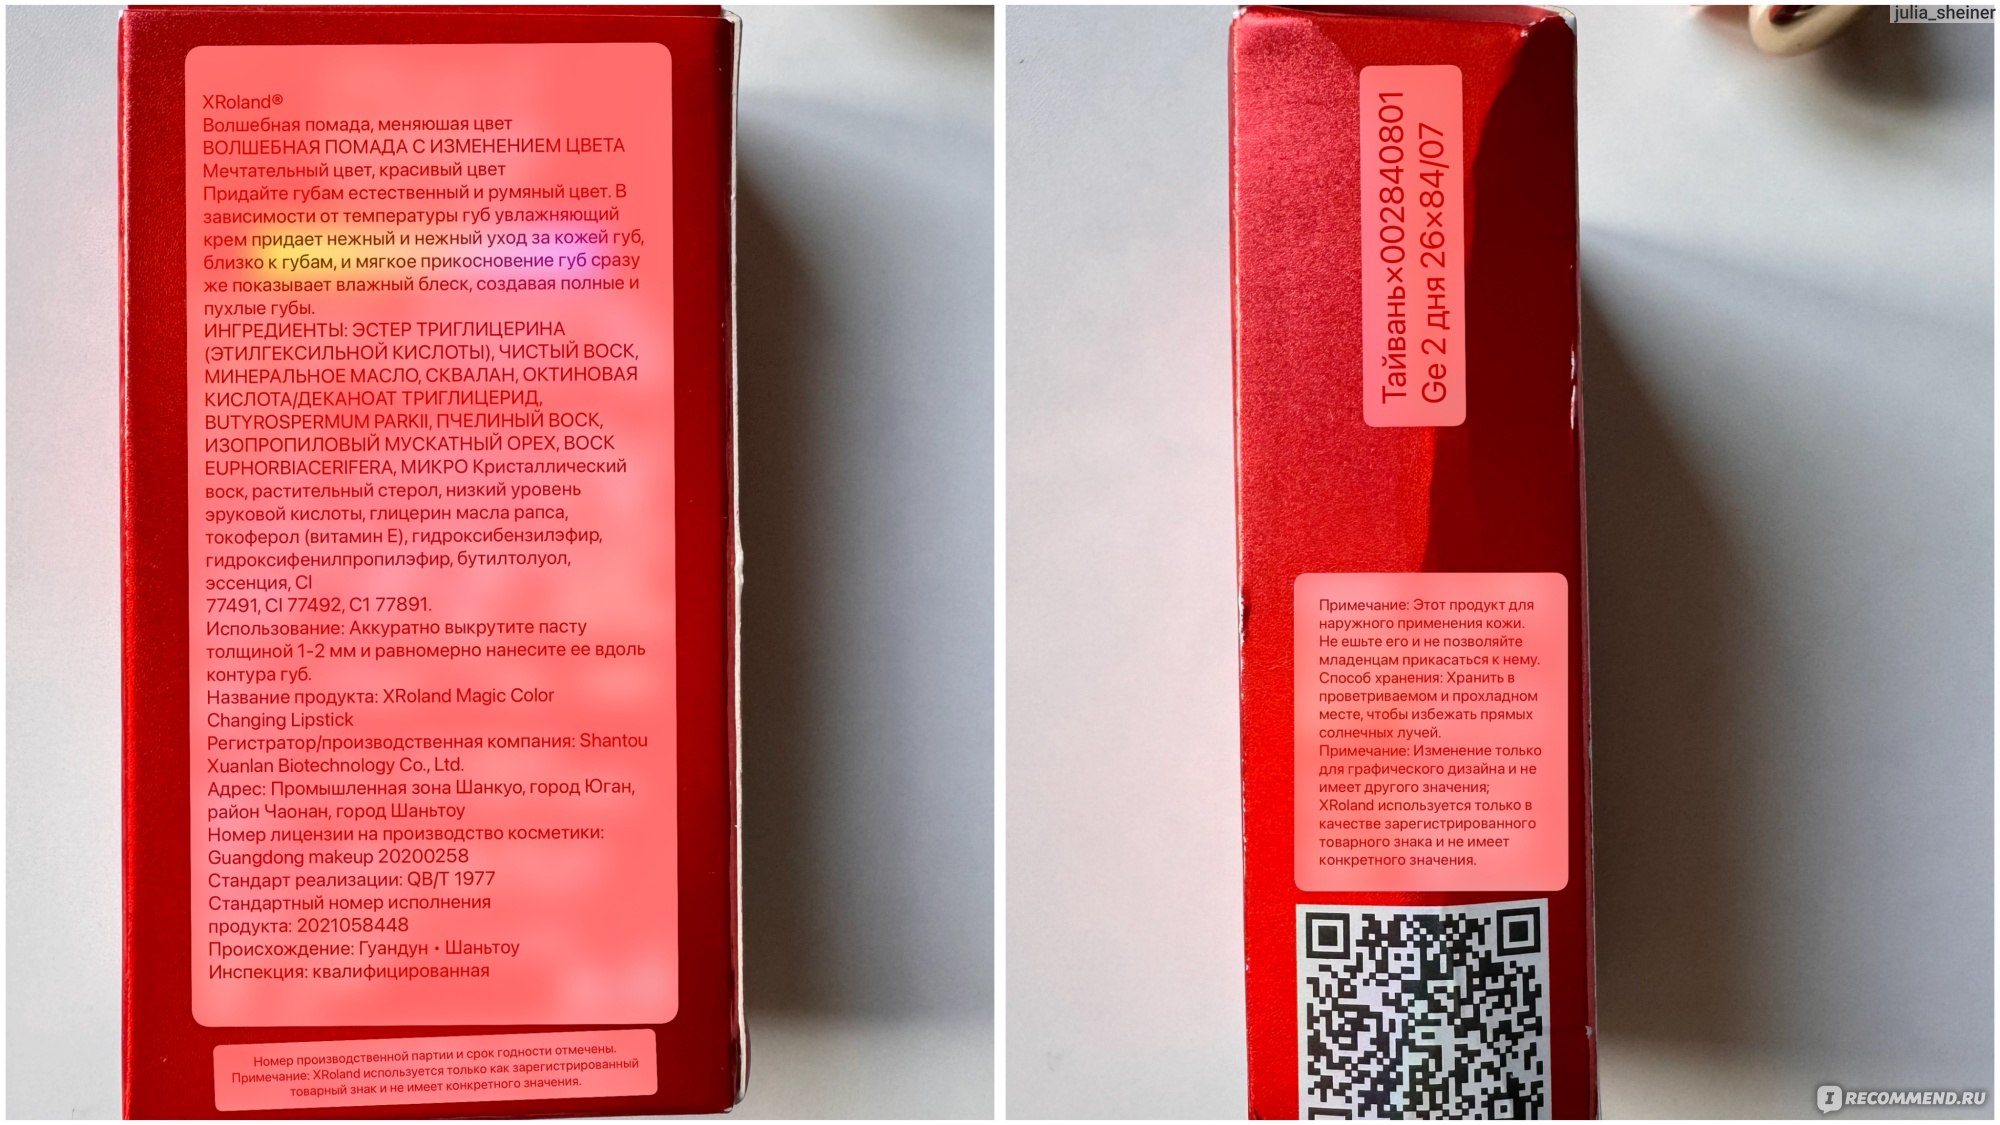 XRoland®
Волшебная помада, меняюшая цвет
ВОЛШЕБНАЯ ПОМАДА С ИЗМЕНЕНИЕМ ЦВЕТА
Мечтательный цвет, красивый цвет
Придайте губам естественный и румяный цвет. В
зависимости от температуры губ увлажняющий
крем придает нежный и нежный уход за кожей губ,
близко к губам, и мягкое прикосновение губ сразу
же показывает влажный блеск, создавая полные и
пухлые губы.
ИНГРЕДИЕНТЫ: ЭСТЕР ТРИГЛИЦЕРИНА
(ЭТИЛГЕКСИЛЬНОЙ КИСЛОТЫ), ЧИСТЫЙ ВОСК,
МИНЕРАЛЬНОЕ МАСЛО, СКВАЛАН, ОКТИНОВАЯ
КИСЛОТА/ДЕКАНОАТ ТРИГЛИЦЕРИД,
BUTYROSPERMUM PARKII, ПЧЕЛИНЫЙ ВОСК,
ИЗОПРОПИЛОВЫЙ МУСКАТНЫЙ ОРЕХ, ВОСК
EUPHORBIACERIFERA, МИКРО Кристаллический
воск, растительный стерол, низкий уровень
эруковой кислоты, глицерин масла рапса,
токоферол (витамин Е), гидроксибензилэфир,
гидроксифенилпропилэфир, бутилтолуол,
эссенция, CI
77491, CI 77492, C1 77891.
Использование: Аккуратно выкрутите пасту
толщиной 1-2 мм и равномерно нанесите ее вдоль
контура губ.
Название продукта: XRoland Magic Color
Changing Lipstick
Регистратор/производственная компания: Shantou
Xuanlan Biotechnology Co., Ltd.
Адрес: Промышленная зона Шанкуо, город Юган,
район Чаонан, город Шаньтоу
Номер лицензии на производство косметики:
Guangdong makeup 20200258
Стандарт реализации: QB/T 1977
Стандартный номер исполнения
продукта: 2021058448
Происхождение: Гуандун • Шаньтоу
Инспекция: квалифицированная
Номер производственной партии и срок годности отмечены.
Примечание: XRoland используется только как зарегистрированный
товарный знак и не имеет конкретного значения.
julia_sheiner
Тайвань×002840801
Ge 2 дня 26×84/07
Примечание: Этот продукт для
наружного применения кожи.
Не ешьте его и не позволяйте
младенцам прикасаться к нему.
Способ хранения: Хранить в
проветриваемом и прохладном
месте, чтобы избежать прямых
солнечных лучей.
Примечание: Изменение только
для графического дизайна и не
имеет другого значения;
XRoland используется только в
качестве зарегистрированного
товарного знака и не имеет
конкретного значения.
IRECOMMEND.RU